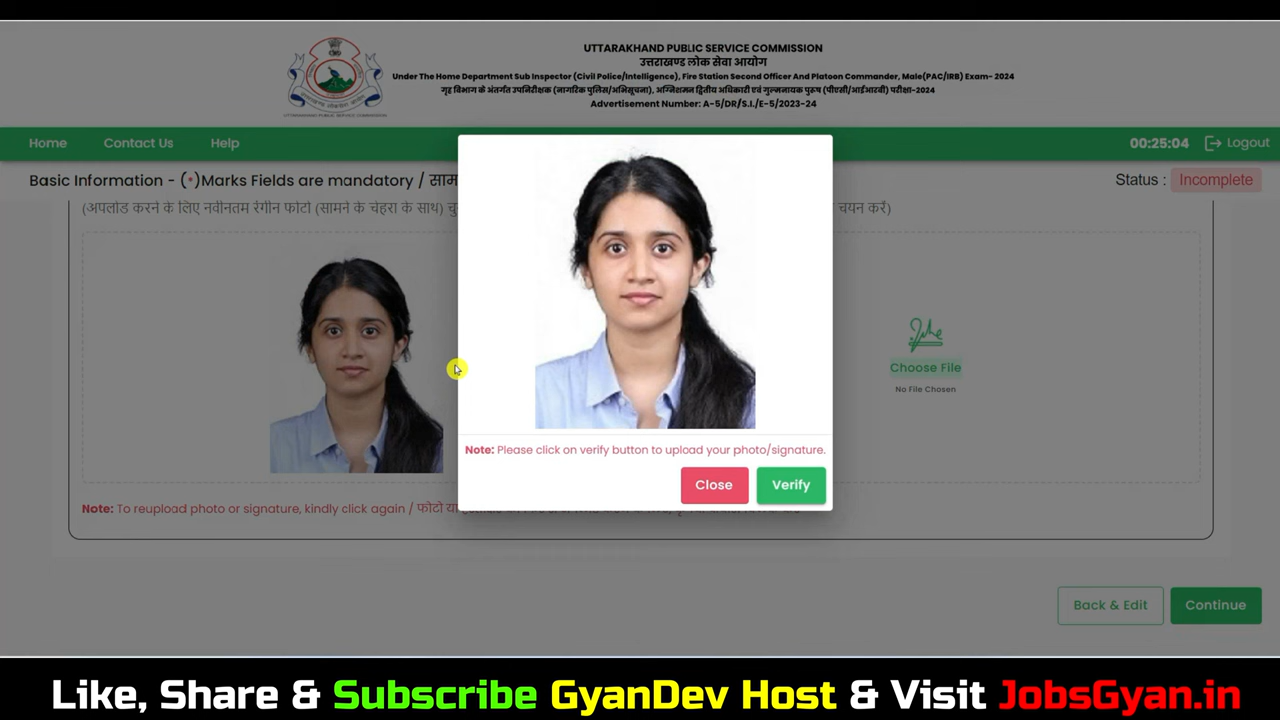 UTTARAKHAND PUBLIC SERVICE COMMISSION
उत्तराखण्ड लोक सेवा आयोग
Under The Home Department Sub Inspector (Civil Police/Intelligence), Fire Station Second Officer And Platoon Commander, Male(PAC/IRB) Exam- 2024
गृह विभाग के अंतर्गत उपनिरीक्षक (नागरिक पुलिस/अभिसूचना), अग्निशमन द्वितीय अधिकारी एवं गुल्मनायक पुरूष (पीएसी/आईआरबी) परीक्षा-2024
Advertisement Number: A-5/DR/S.I./E-5/2023-24
UTTARAKHAND PUBLIC SERVICE COMMISSION
Home Contact Us Help 00:25:04 Logout
Basic Information - (*)Marks Fields are mandatory / साम
Status : Incomplete
(अपलोड करने के लिए नवीनतम रंगीन फोटो (सामने के चेहरा के साथ) चु
चयन करें)
Choose File
No File Chosen
Note: Please click on verify button to upload your photo/signature.
Close Verify
Note: To reupload photo or signature, kindly click again / फोटो या
Back & Edit Continue
Like, Share & Subscribe GyanDev Host & Visit JobsGyan.in